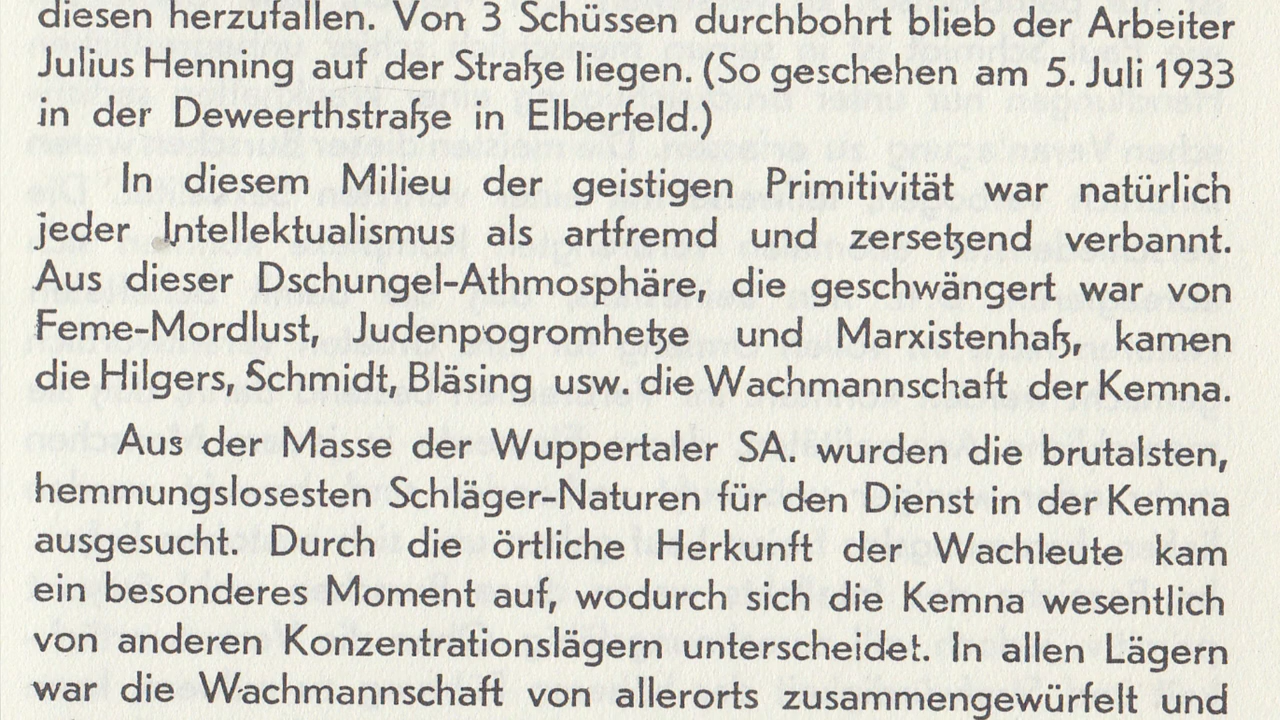 diesen herzufallen. Von 3 Schüssen durchbohrt blieb der Arbeiter
Julius Henning auf der Straße liegen. (So geschehen am 5. Juli 1933
in der Deweerthstraße in Elberfeld.)
In diesem Milieu der geistigen Primitivität war natürlich
jeder Intellektualismus als artfremd und zersetzend verbannt.
Aus dieser Dschungel-Athmosphäre, die geschwängert war von
Feme-Mordlust, Judenpogromhetze und Marxistenhaß, kamen
die Hilgers, Schmidt, Bläsing usw. die Wachmannschaft der Kemna.
Aus der Masse der Wuppertaler SA. wurden die brutalsten,
hemmungslosesten Schläger-Naturen für den Dienst in der Kemna
ausgesucht. Durch die örtliche Herkunft der Wachleute kam
ein besonderes Moment auf, wodurch sich die Kemna wesentlich
von anderen Konzentrationslägern unterscheidet. In allen Lägern
war die Wachmannschaft von allerorts zusammengewürfelt und